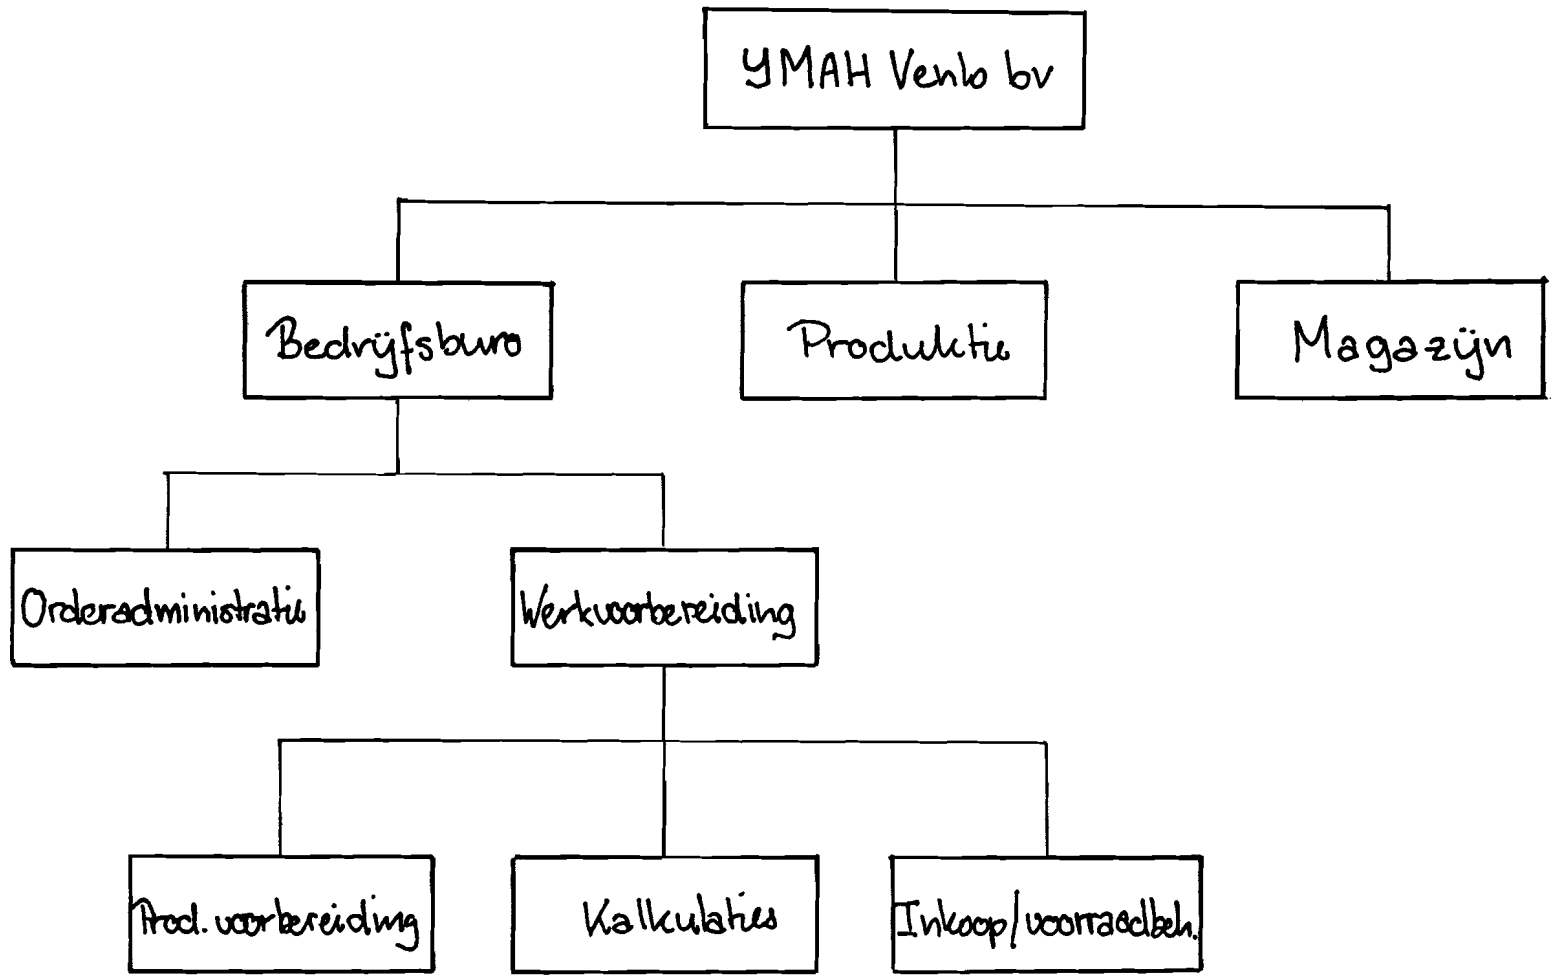 YMAH Venlo bv
Bedrijfsburo
Produktie
Magazijn
Orderadministratie
Werkvoorbereiding
Prod. voorbereiding
Kalkulaties
Inkoop/voorraadbeh.